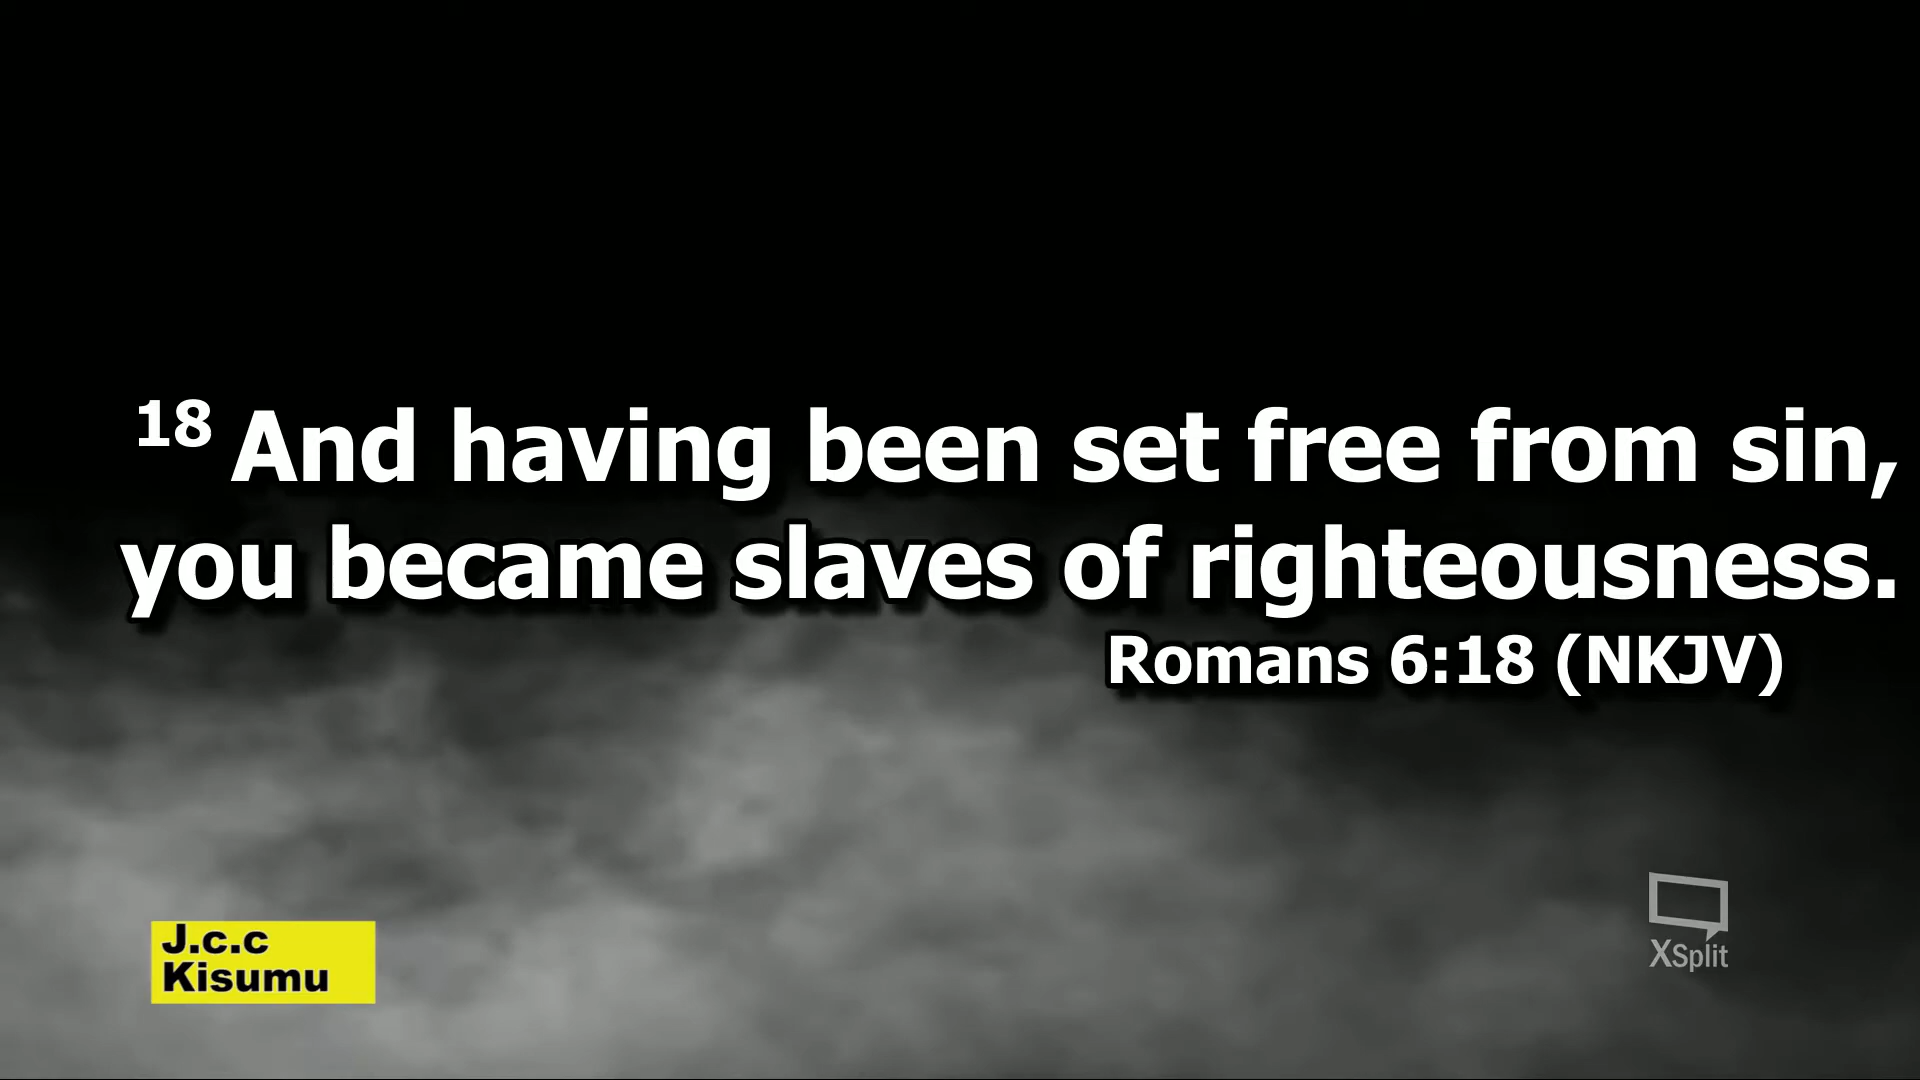 18 And having been set free from sin,
you became slaves of righteousness.
Romans 6:18 (NKJV)
J.c.c
Kisumu
XSplit